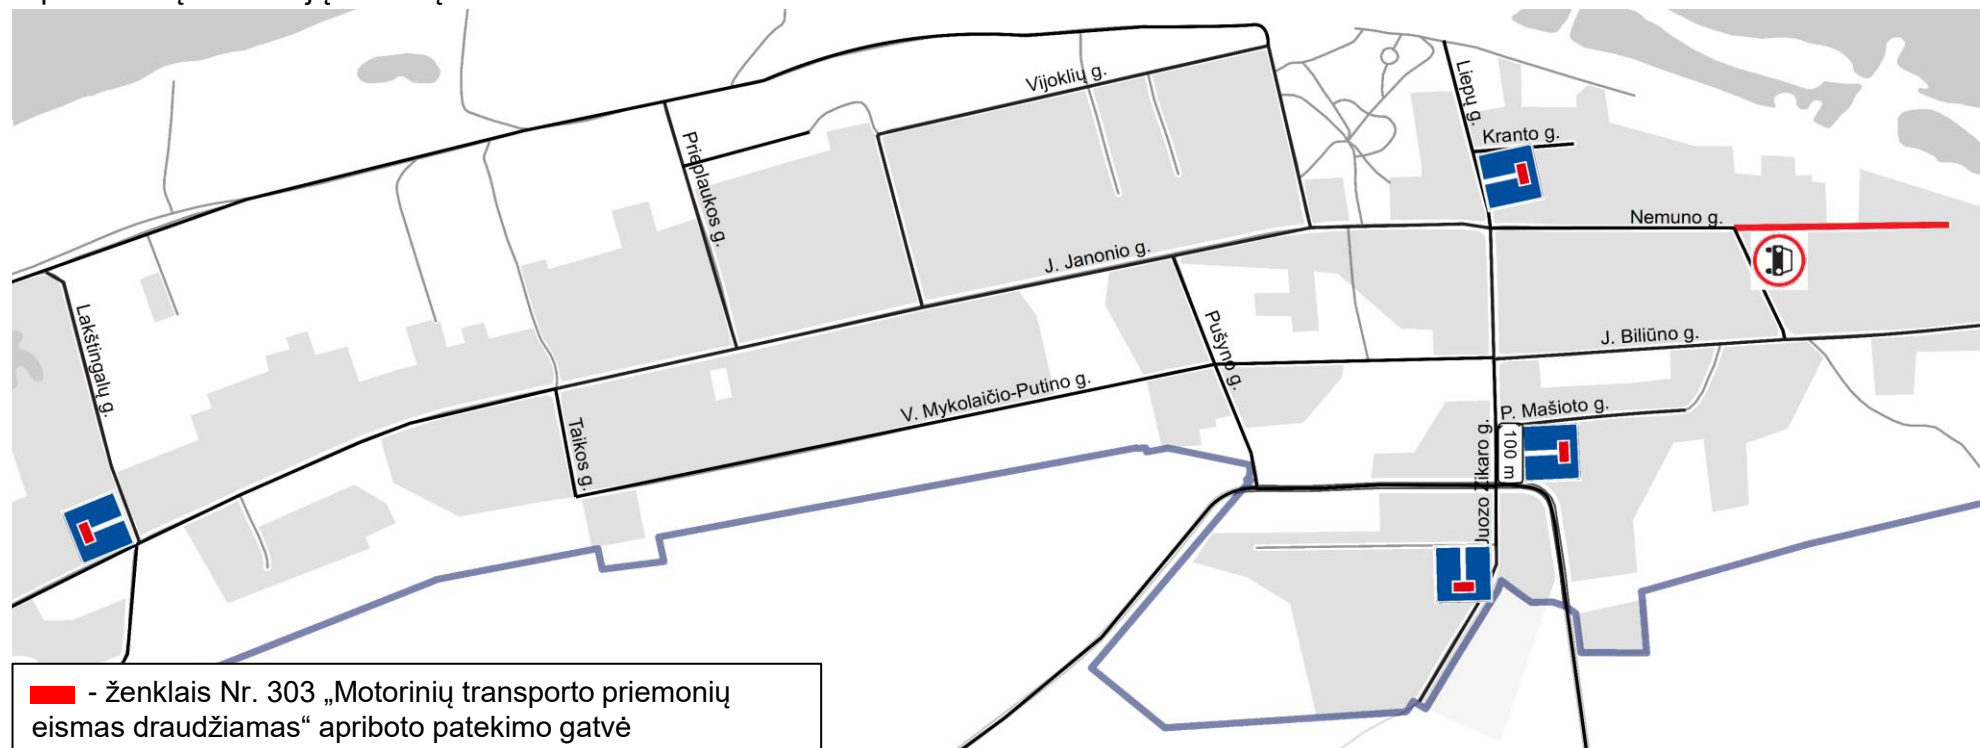 Vijoklių g.
Liepų g.
Kranto g.
Prieplaukos g.
Nemuno g.
J. Janonio g.
Lakštingalų g.
Pušyno g.
J. Biliūno g.
V. Mykolaičio-Putino g.
P. Mašioto g.
Taikos g.
Juozo Zikaro g.
100 m
- ženklais Nr. 303 „Motorinių transporto priemonių
eismas draudžiamas“ apriboto patekimo gatvė